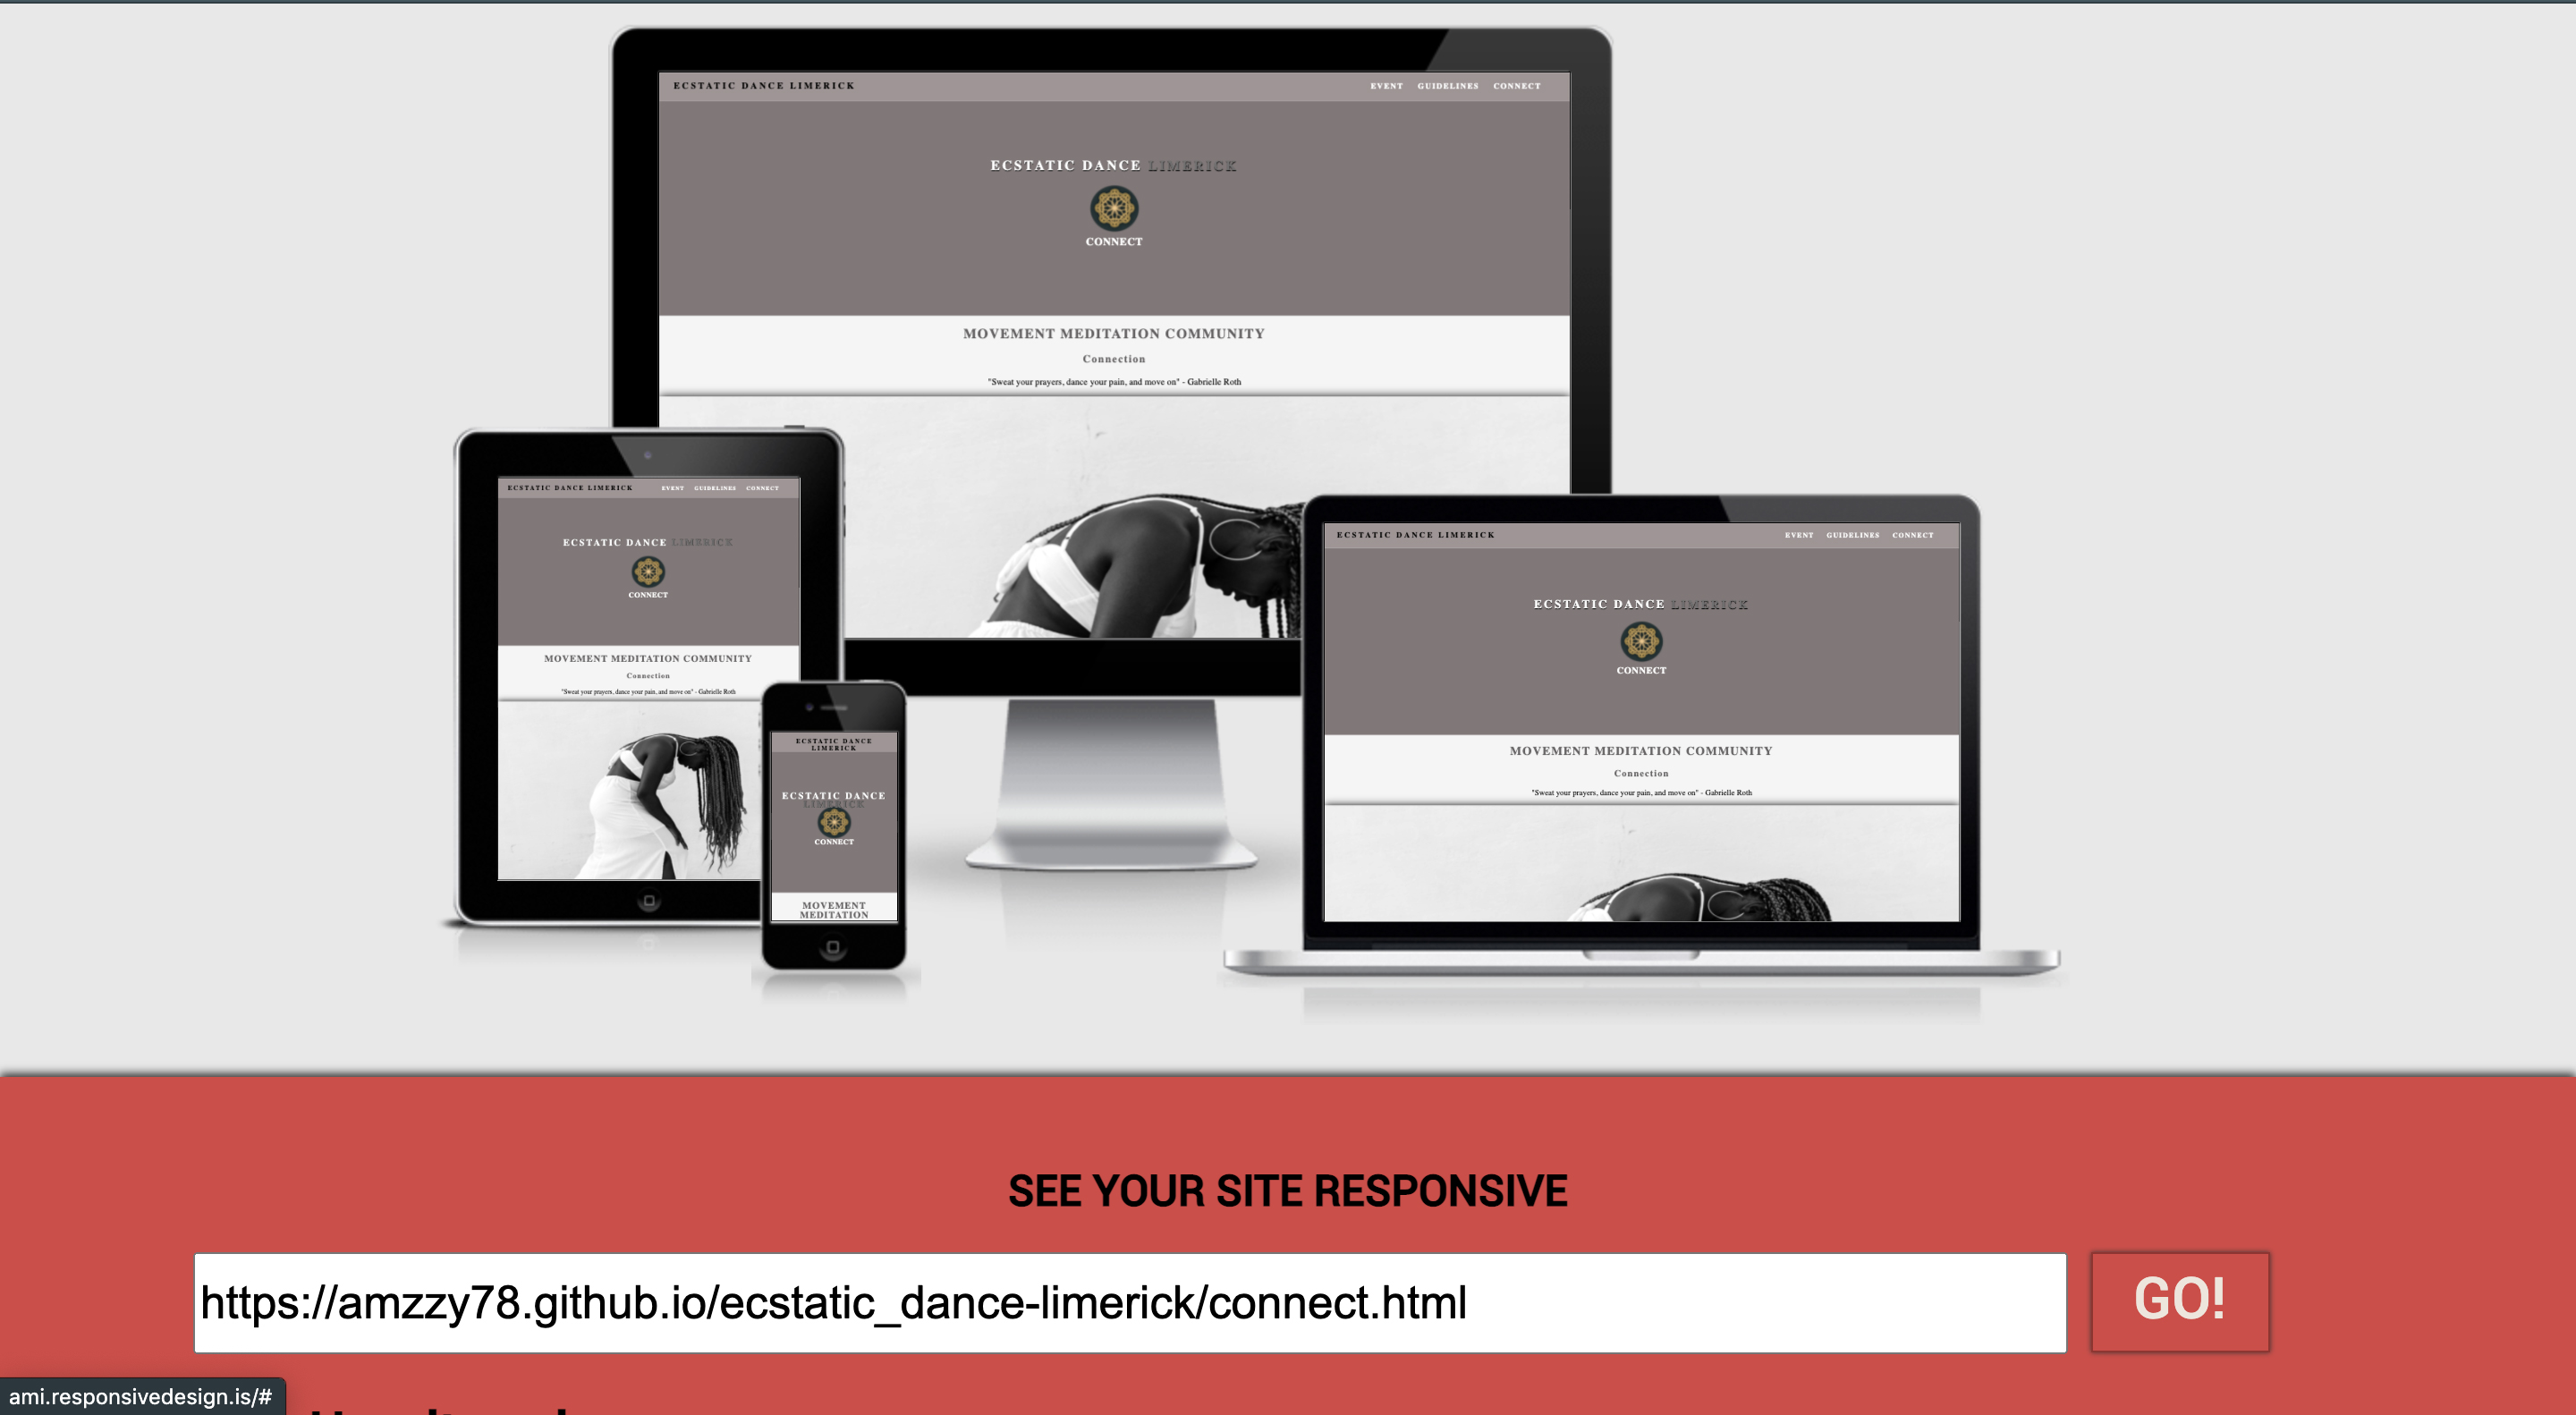 ECSTATIC DANCE LIMERICK EVENT GUIDELINES CONNECT
ECSTATIC DANCE LIMERICK
CONNECT
MOVEMENT MEDITATION COMMUNITY
Connection
"Sweat your prayers, dance your pain, and move on" - Gabrielle Roth
ECSTATIC DANCE LIMERICK EVENT GUIDELINES CONNECT
ECSTATIC DANCE LIMERICK
CONNECT
MOVEMENT MEDITATION COMMUNITY
Connection
"Sweat your prayers, dance your pain, and move on" - Gabrielle Roth
ECSTATIC DANCE
LIMERICK
ECSTATIC DANCE
LIMERICK
CONNECT
MOVEMENT
MEDITATION
ECSTATIC DANCE LIMERICK EVENT GUIDELINES CONNECT
ECSTATIC DANCE LIMERICK
CONNECT
MOVEMENT MEDITATION COMMUNITY
Connection
"Sweat your prayers, dance your pain, and move on" - Gabrielle Roth
SEE YOUR SITE RESPONSIVE
https://amzzy78.github.io/ecstatic_dance-limerick/connect.html GO!
ami.responsivedesign.is/#